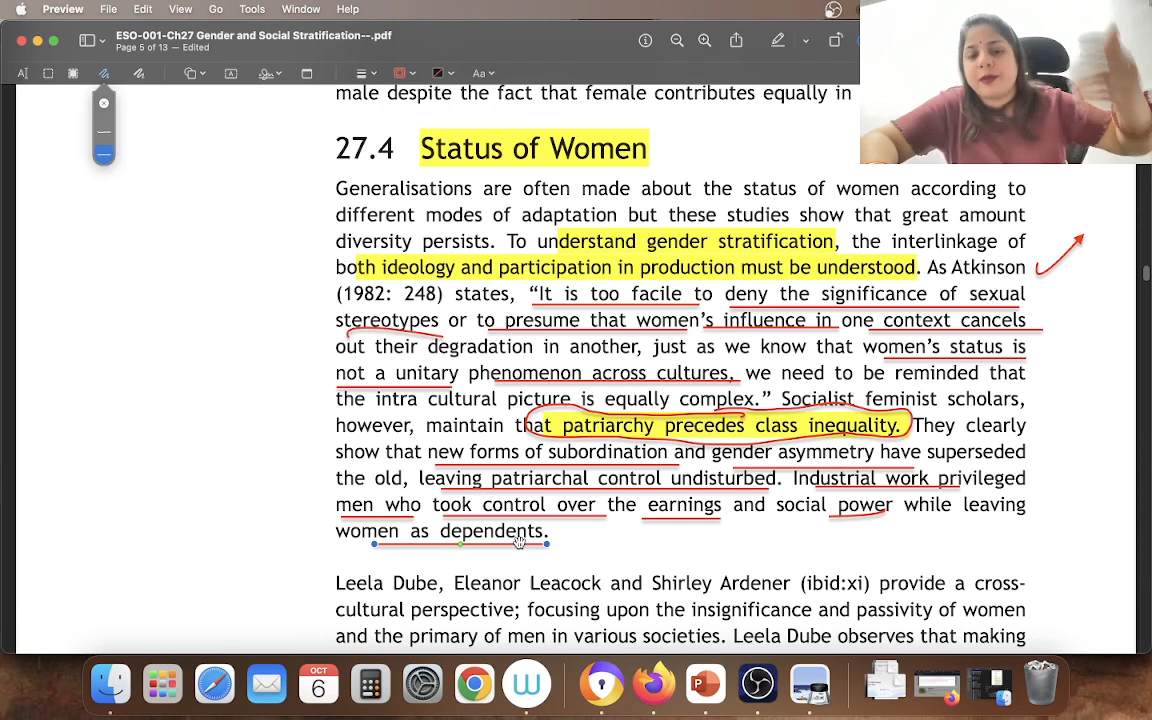 Preview File Edit View Go Tools Window Help
ESO-001-Ch27 Gender and Social Stratification--.pdf
Page 5 of 13 — Edited
Aa
male despite the fact that female contributes equally in
27.4 Status of Women
Generalisations are often made about the status of women according to
different modes of adaptation but these studies show that great amount
diversity persists. To understand gender stratification, the interlinkage of
both ideology and participation in production must be understood. As Atkinson
(1982: 248) states, “It is too facile to deny the significance of sexual
stereotypes or to presume that women’s influence in one context cancels
out their degradation in another, just as we know that women’s status is
not a unitary phenomenon across cultures, we need to be reminded that
the intra cultural picture is equally complex.” Socialist feminist scholars,
however, maintain that patriarchy precedes class inequality. They clearly
show that new forms of subordination and gender asymmetry have superseded
the old, leaving patriarchal control undisturbed. Industrial work privileged
men who took control over the earnings and social power while leaving
women as dependents.
Leela Dube, Eleanor Leacock and Shirley Ardener (ibid:xi) provide a cross-
cultural perspective; focusing upon the insignificance and passivity of women
and the primary of men in various societies. Leela Dube observes that making
OCT
6